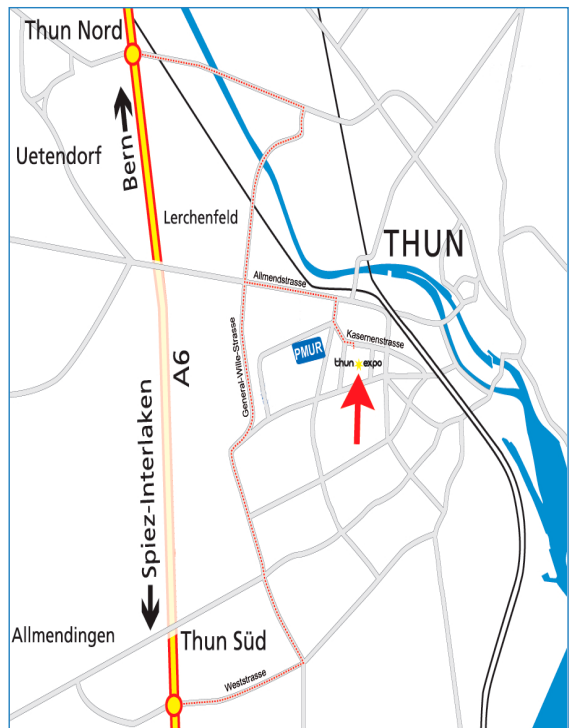 Thun Nord
Bern
Uetendorf
Lerchenfeld
THUN
Allmendstrasse
Kasernenstrasse
PMUR
thun expo
General-Wille-Strasse
A6
Spiez-Interlaken
Allmendingen
Thun Süd
Weststrasse